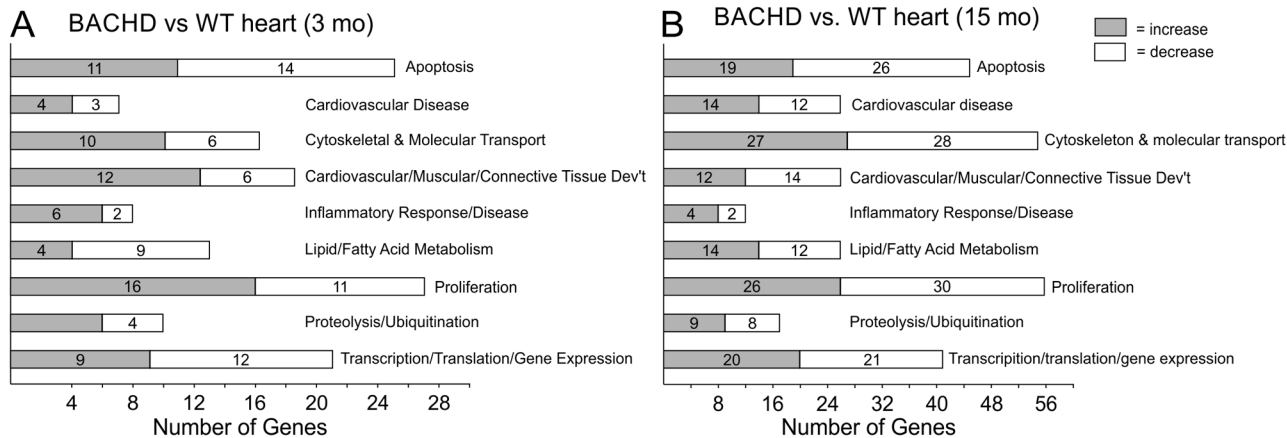 A BACHD vs WT heart (3 mo)
11 14 Apoptosis
4 3 Cardiovascular Disease
10 6 Cytoskeletal & Molecular Transport
12 6 Cardiovascular/Muscular/Connective Tissue Dev't
6 2 Inflammatory Response/Disease
4 9 Lipid/Fatty Acid Metabolism
16 11 Proliferation
4 Proteolysis/Ubiquitination
9 12 Transcription/Translation/Gene Expression
4 8 12 16 20 24 28
Number of Genes
B BACHD vs. WT heart (15 mo)
= increase
= decrease
19 26 Apoptosis
14 12 Cardiovascular disease
27 28 Cytoskeleton & molecular transport
12 14 Cardiovascular/Muscular/Connective Tissue Dev't
4 2 Inflammatory Response/Disease
14 12 Lipid/Fatty Acid Metabolism
26 30 Proliferation
9 8 Proteolysis/Ubiquitination
20 21 Transcripition/translation/gene expression
8 16 24 32 40 48 56
Number of Genes